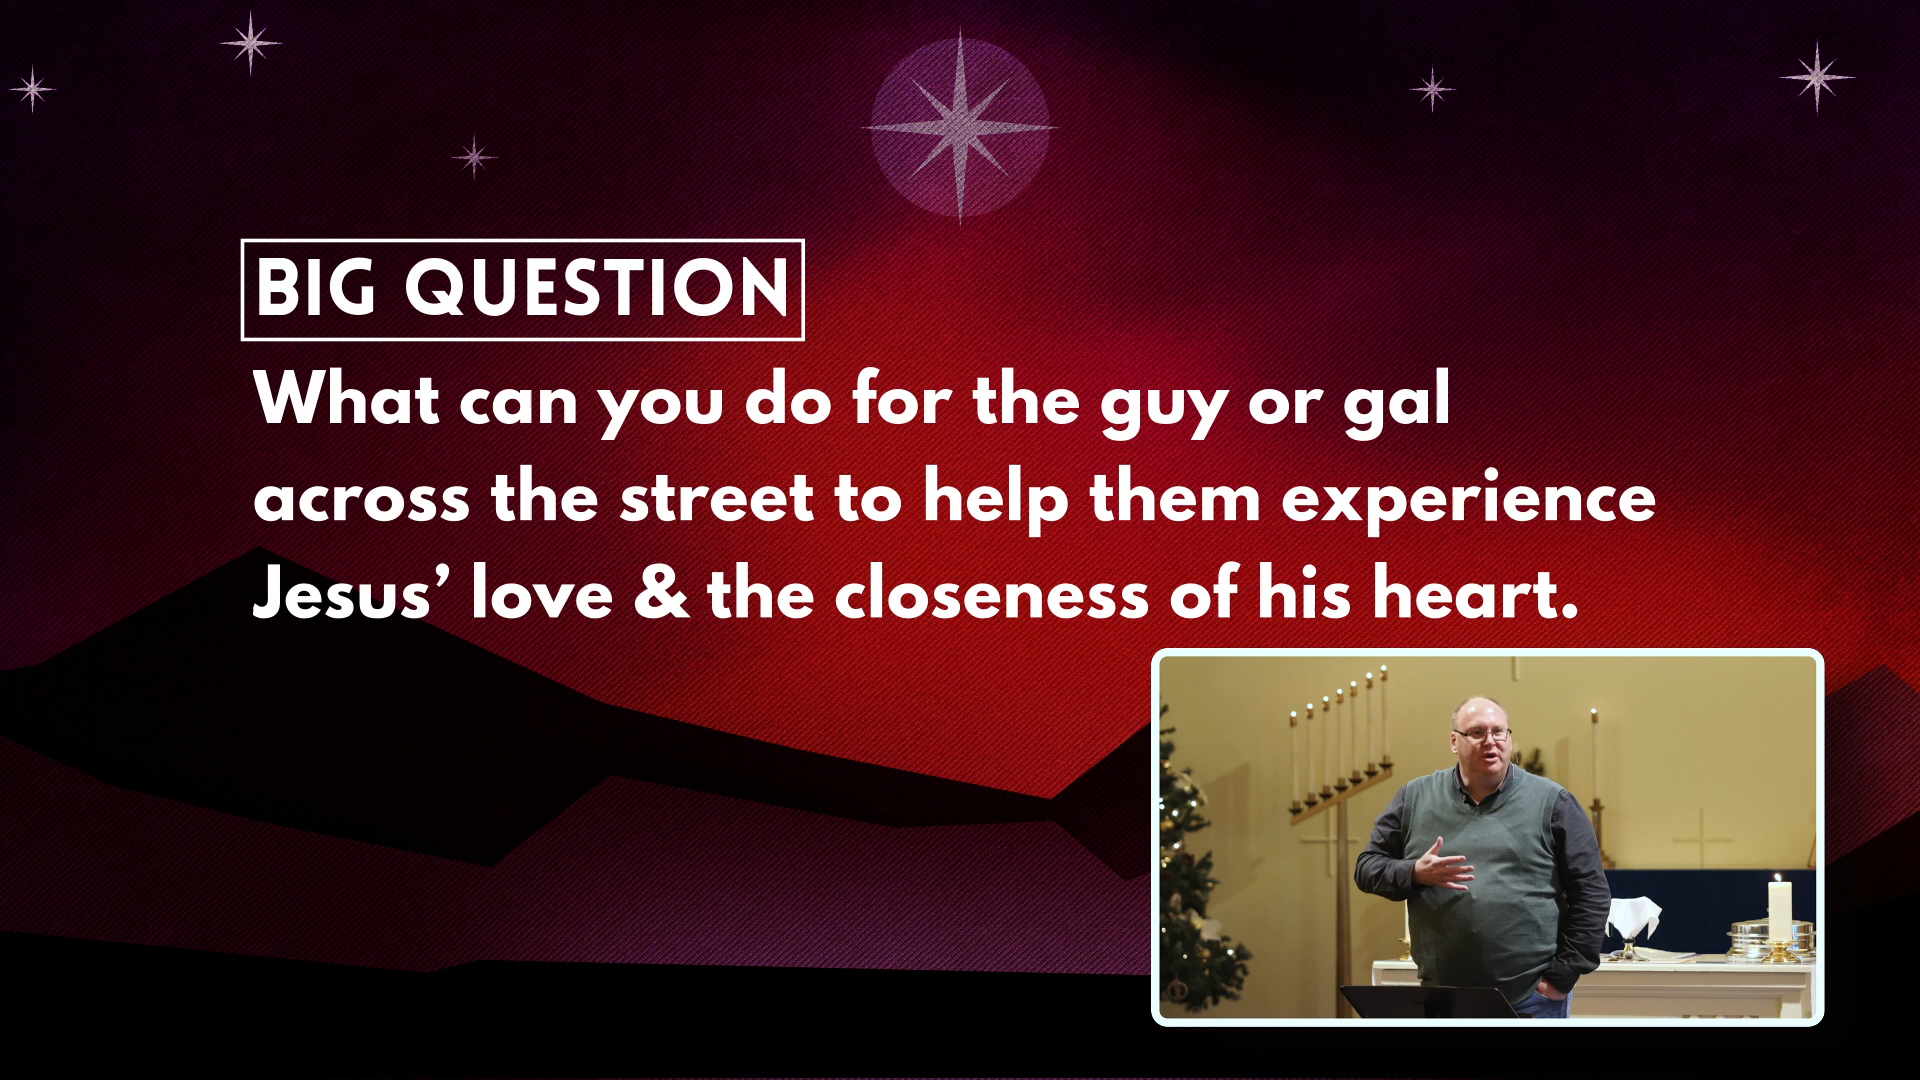 BIG QUESTION
What can you do for the guy or gal
across the street to help them experience
Jesus’ love & the closeness of his heart.